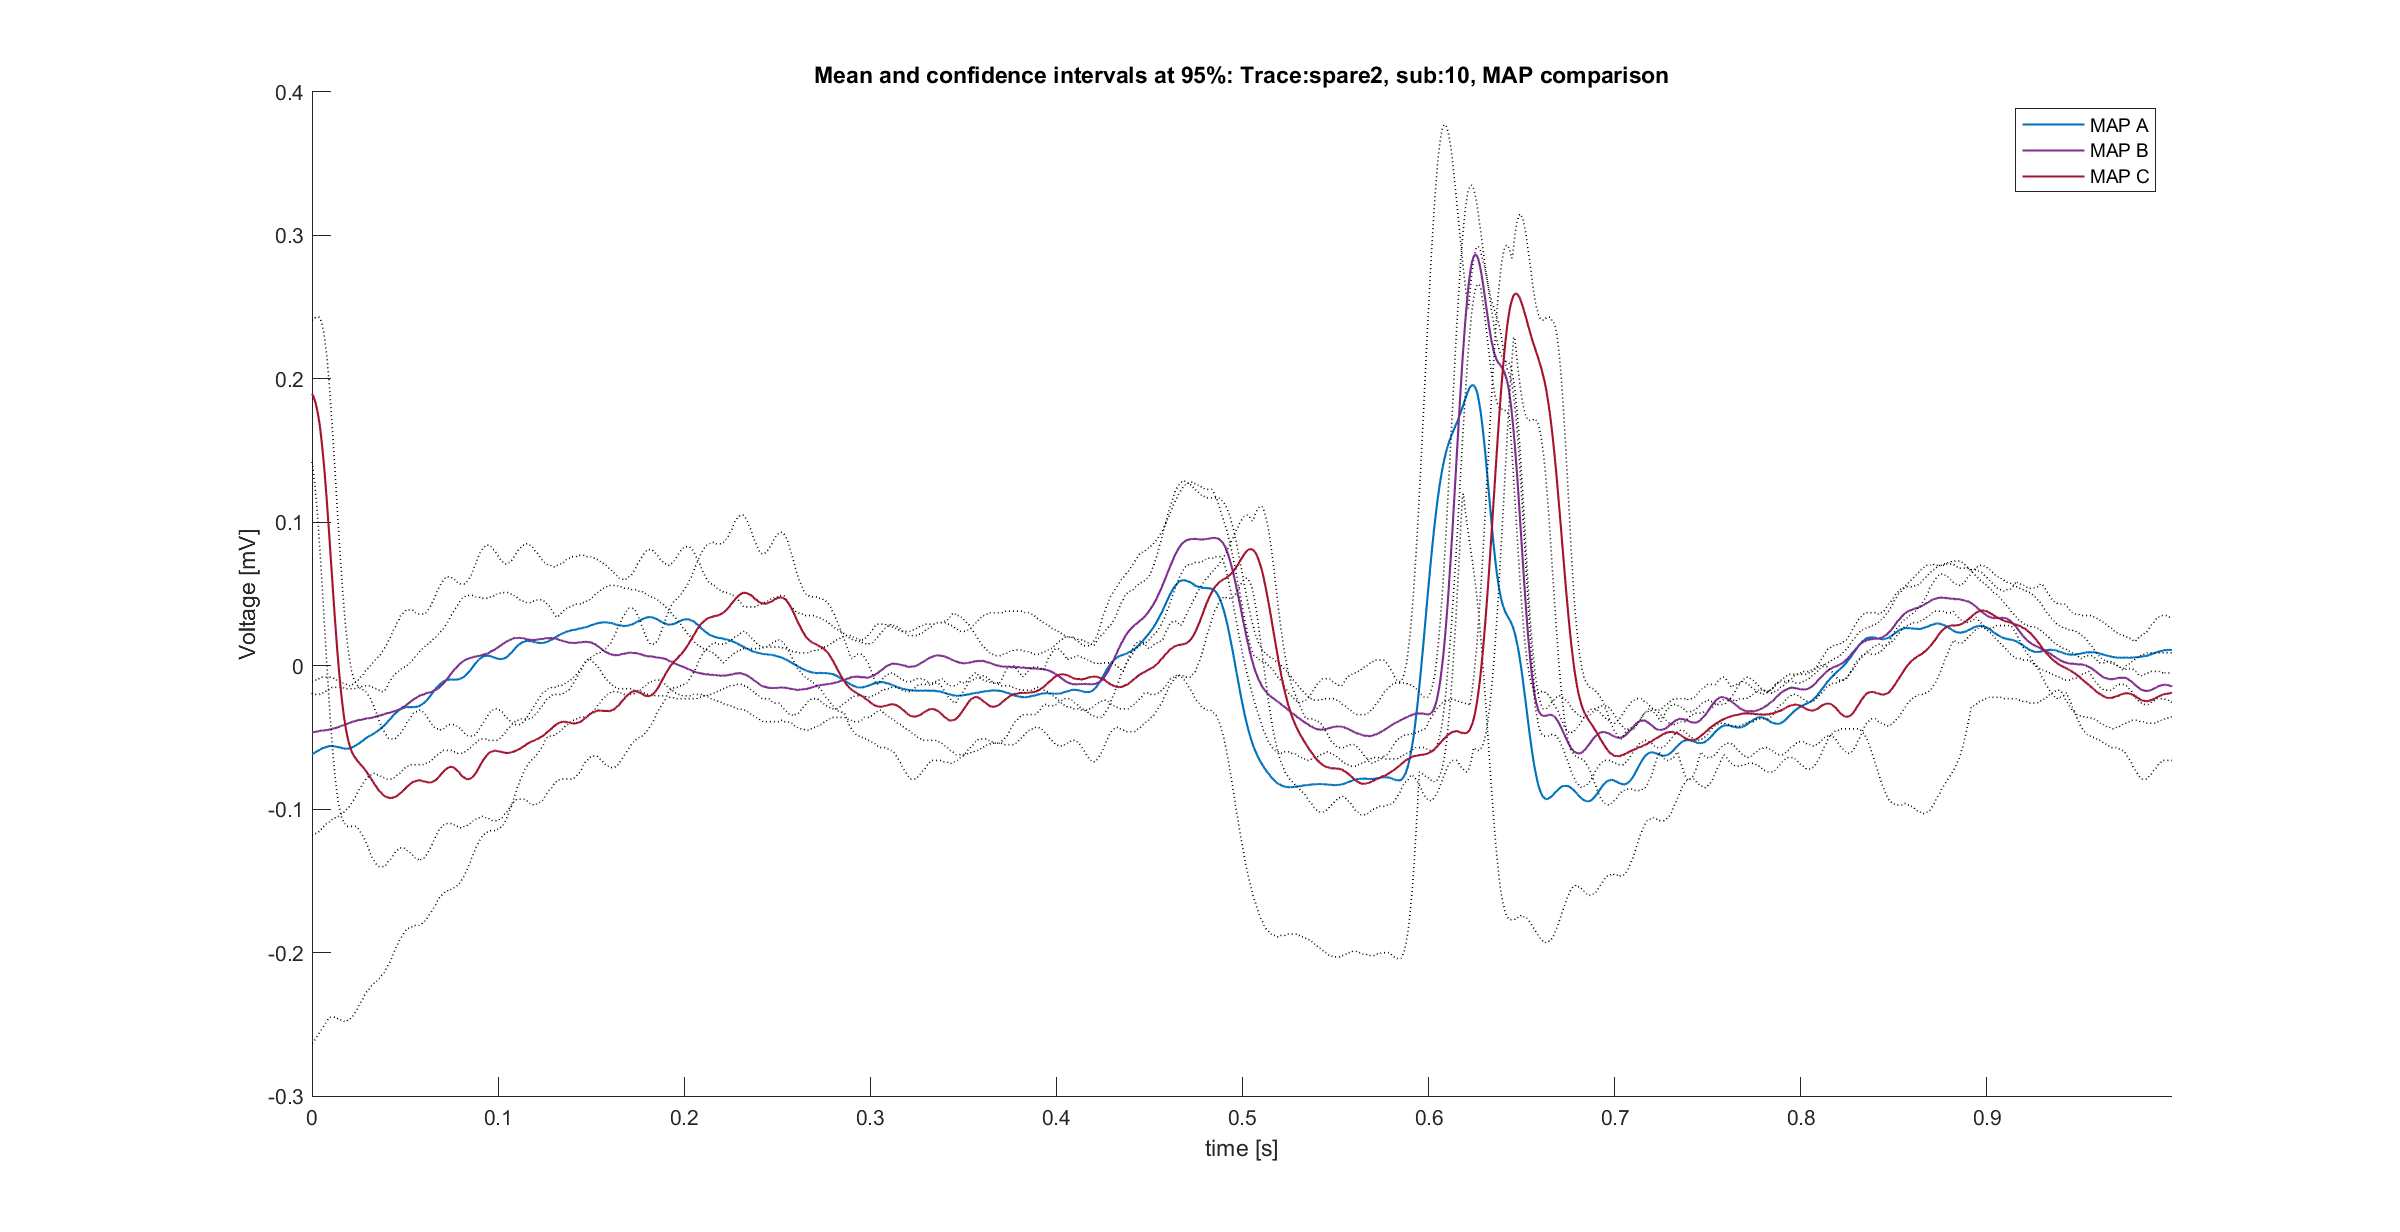 Mean and confidence intervals at 95%: Trace:spare2, sub:10, MAP comparison
MAP A
MAP B
MAP C
Voltage [mV]
0.4
0.3
0.2
0.1
0
-0.1
-0.2
-0.3
0 0.1 0.2 0.3 0.4 0.5 0.6 0.7 0.8 0.9
time [s]